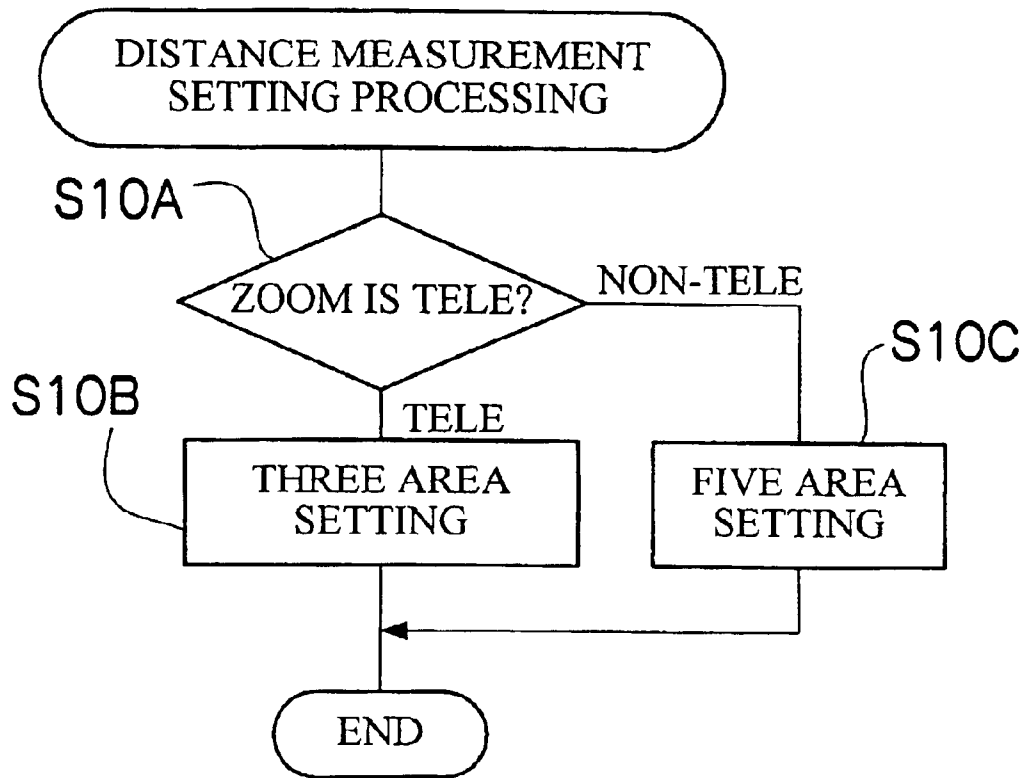 DISTANCE MEASUREMENT
SETTING PROCESSING
S10A
ZOOM IS TELE?
NON-TELE
S10C
S10B
TELE
THREE AREA
SETTING
FIVE AREA
SETTING
END